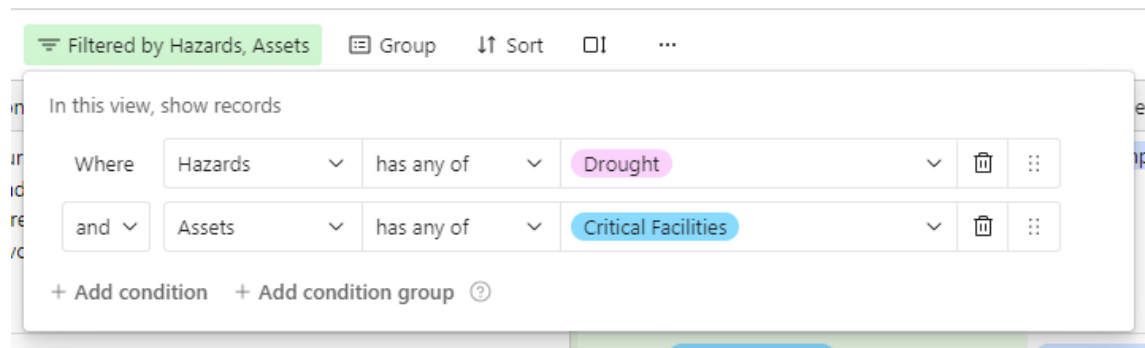 Filtered by Hazards, Assets Group Sort ...
In this view, show records
Where Hazards has any of Drought
and Assets has any of Critical Facilities
+ Add condition + Add condition group ?